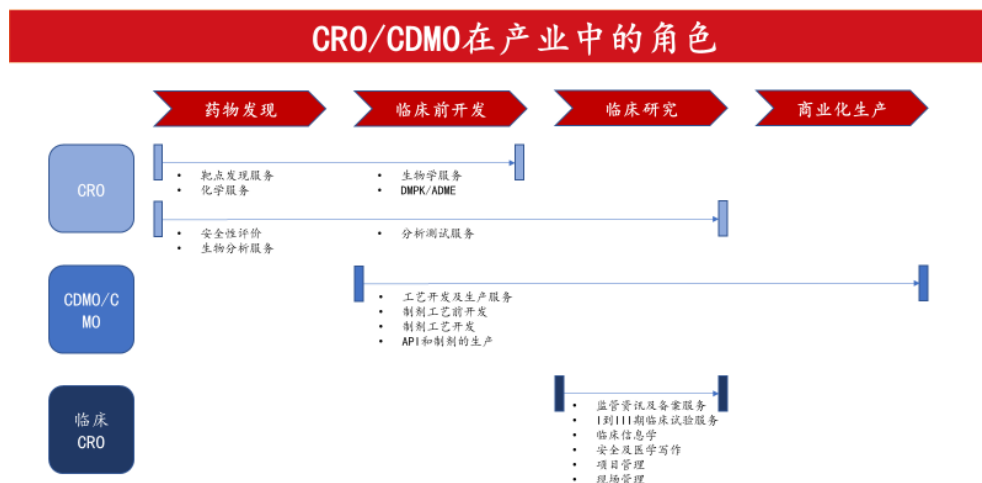 CRO/CDMO在产业中的角色
药物发现
临床前开发
临床研究
商业化生产
CRO
• 靶点发现服务
• 化学服务
• 生物学服务
• DMPK/ADME
• 安全性评价
• 生物分析服务
• 分析测试服务
CDMO/C
MO
• 工艺开发及生产服务
• 制剂工艺前开发
• 制剂工艺开发
• API和制剂的生产
临床
CRO
• 监管资讯及备案服务
• I到III期临床试验服务
• 临床信息学
• 安全及医学写作
• 项目管理
• 现场管理